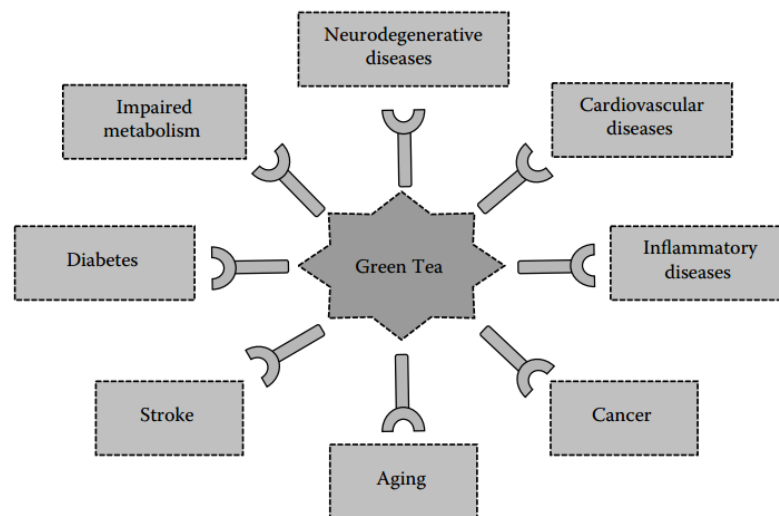 Neurodegenerative
diseases
Impaired
metabolism
Cardiovascular
diseases
Diabetes
Green Tea
Inflammatory
diseases
Stroke
Cancer
Aging